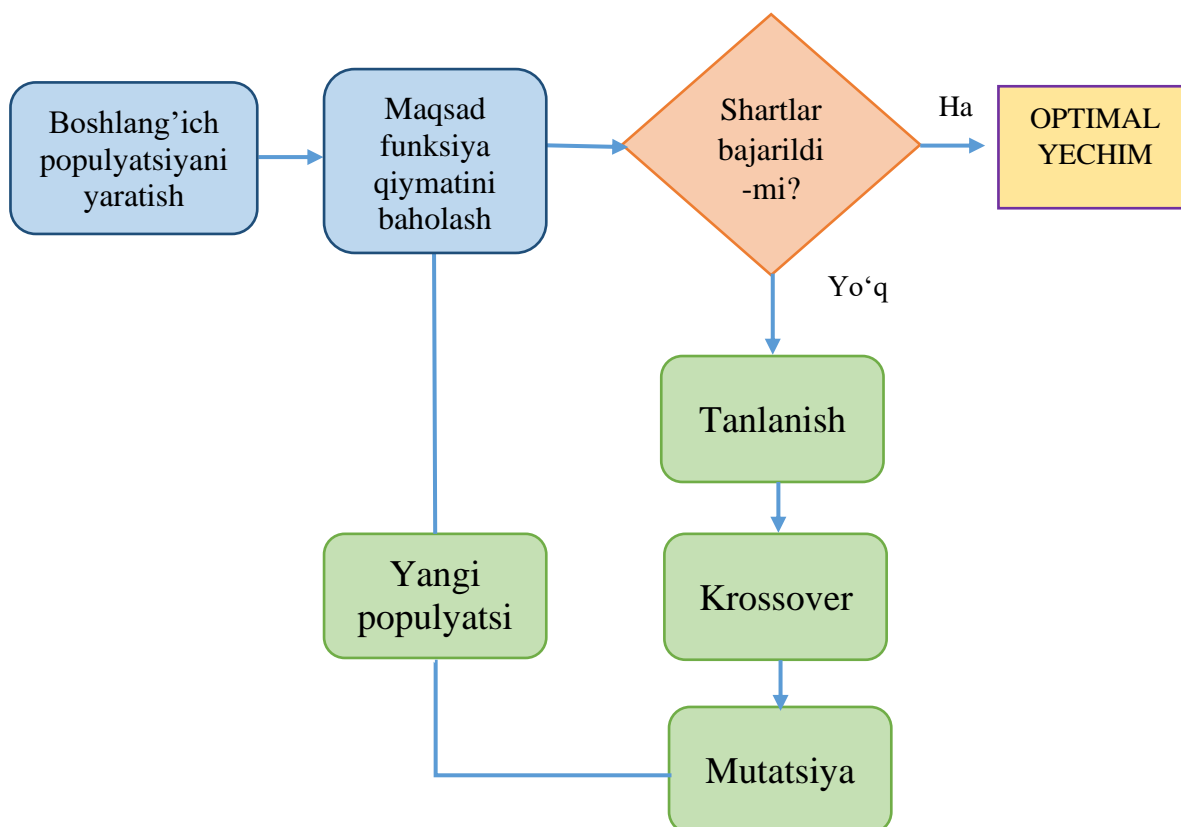 Boshlang’ich
populyatsiyani
yaratish
Maqsad
funksiya
qiymatini
baholash
Shartlar
bajarildi
-mi?
Ha
OPTIMAL
YECHIM
Yo‘q
Tanlanish
Krossover
Mutatsiya
Yangi
populyatsi